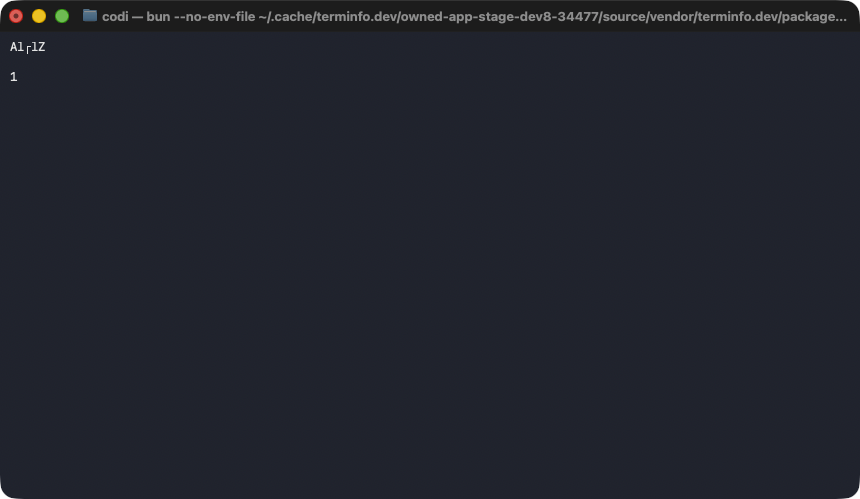 codi — bun --no-env-file ~/.cache/terminfo.dev/owned-app-stage-dev8-34477/source/vendor/terminfo.dev/package...
Al┌lZ
1